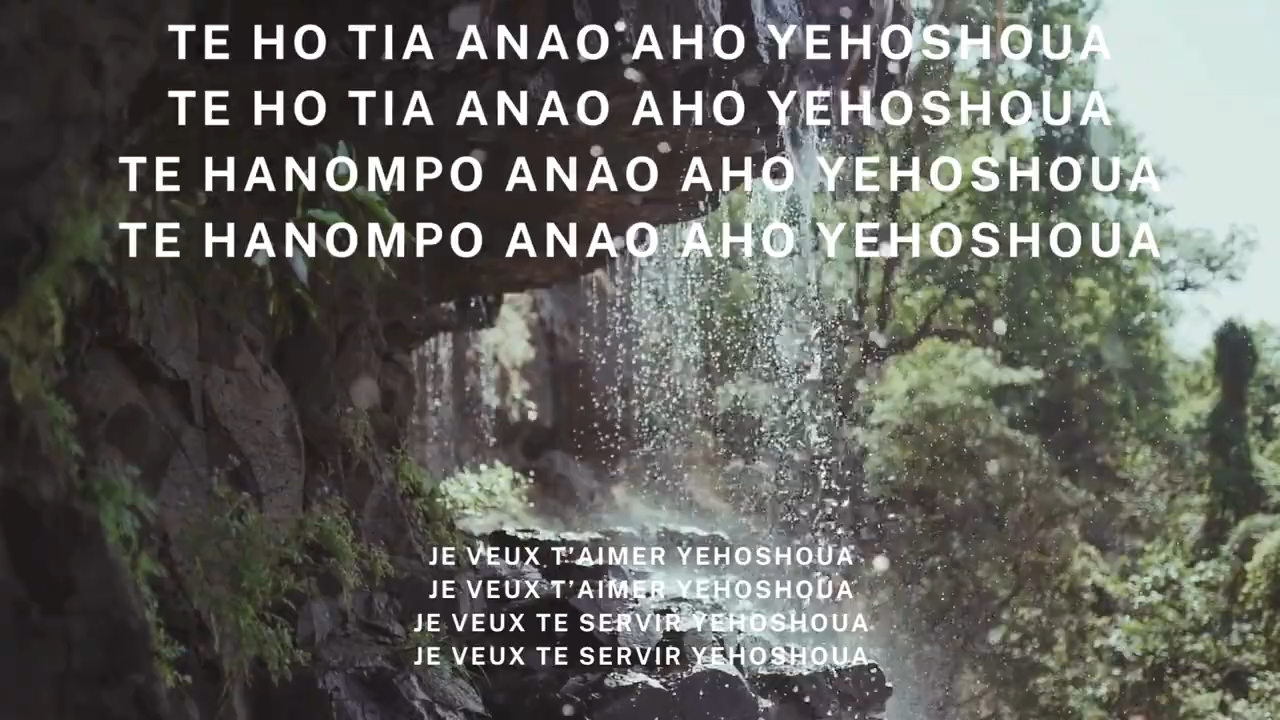 TE HO TIA ANAO AHO YEHOSHOUA
TE HO TIA ANAO AHO YEHOSHOUA
TE HANOMPO ANAO AHO YEHOSHOUA
TE HANOMPO ANAO AHO YEHOSHOUA
JE VEUX T’AIMER YEHOSHOUA
JE VEUX T’AIMER YEHOSHOUA
JE VEUX TE SERVIR YEHOSHOUA
JE VEUX TE SERVIR YEHOSHOUA